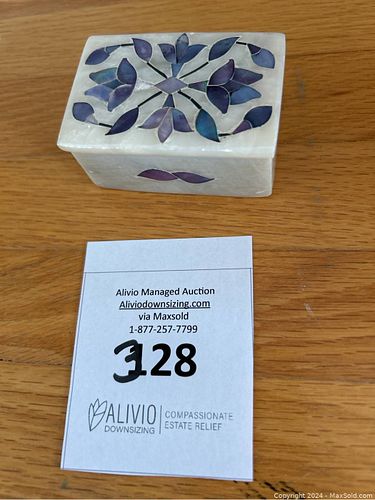 Alivio Managed Auction
Aliviodownsizing.com
via Maxsold
1-877-257-7799
3128
ALIVIO
DOWNSIZING
COMPASSIONATE
ESTATE RELIEF
Copyright 2024 - MaxSold.com